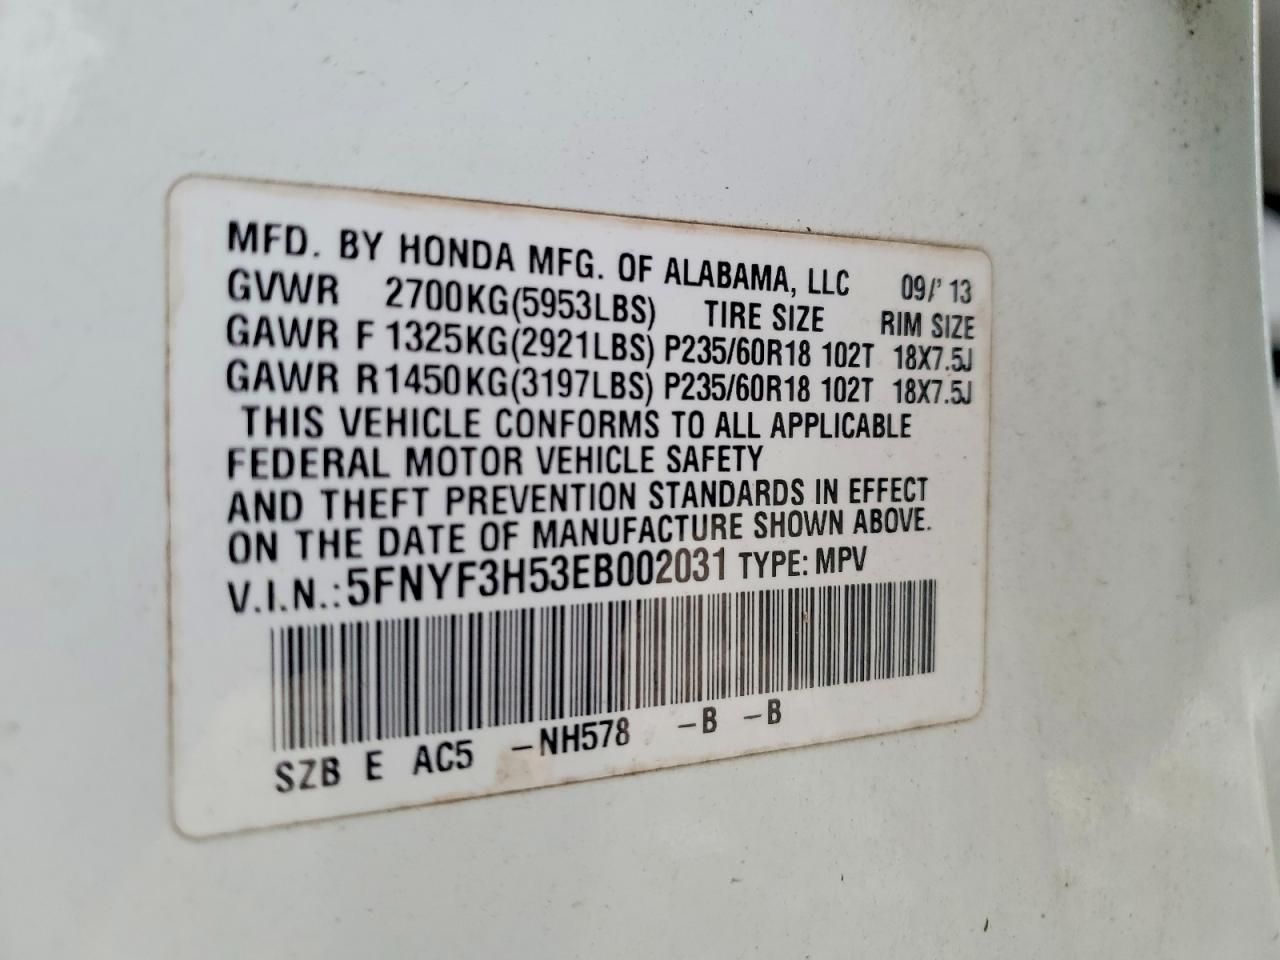 MFD. BY HONDA MFG. OF ALABAMA, LLC 09/' 13
GVWR 2700KG(5953LBS) TIRE SIZE RIM SIZE
GAWR F 1325KG(2921LBS) P235/60R18 102T 18X7.5J
GAWR R1450KG(3197LBS) P235/60R18 102T 18X7.5J
THIS VEHICLE CONFORMS TO ALL APPLICABLE
FEDERAL MOTOR VEHICLE SAFETY
AND THEFT PREVENTION STANDARDS IN EFFECT
ON THE DATE OF MANUFACTURE SHOWN ABOVE.
V.I.N.:5FNYF3H53EB002031 TYPE: MPV
SZB E AC5 -NH578 -B -B